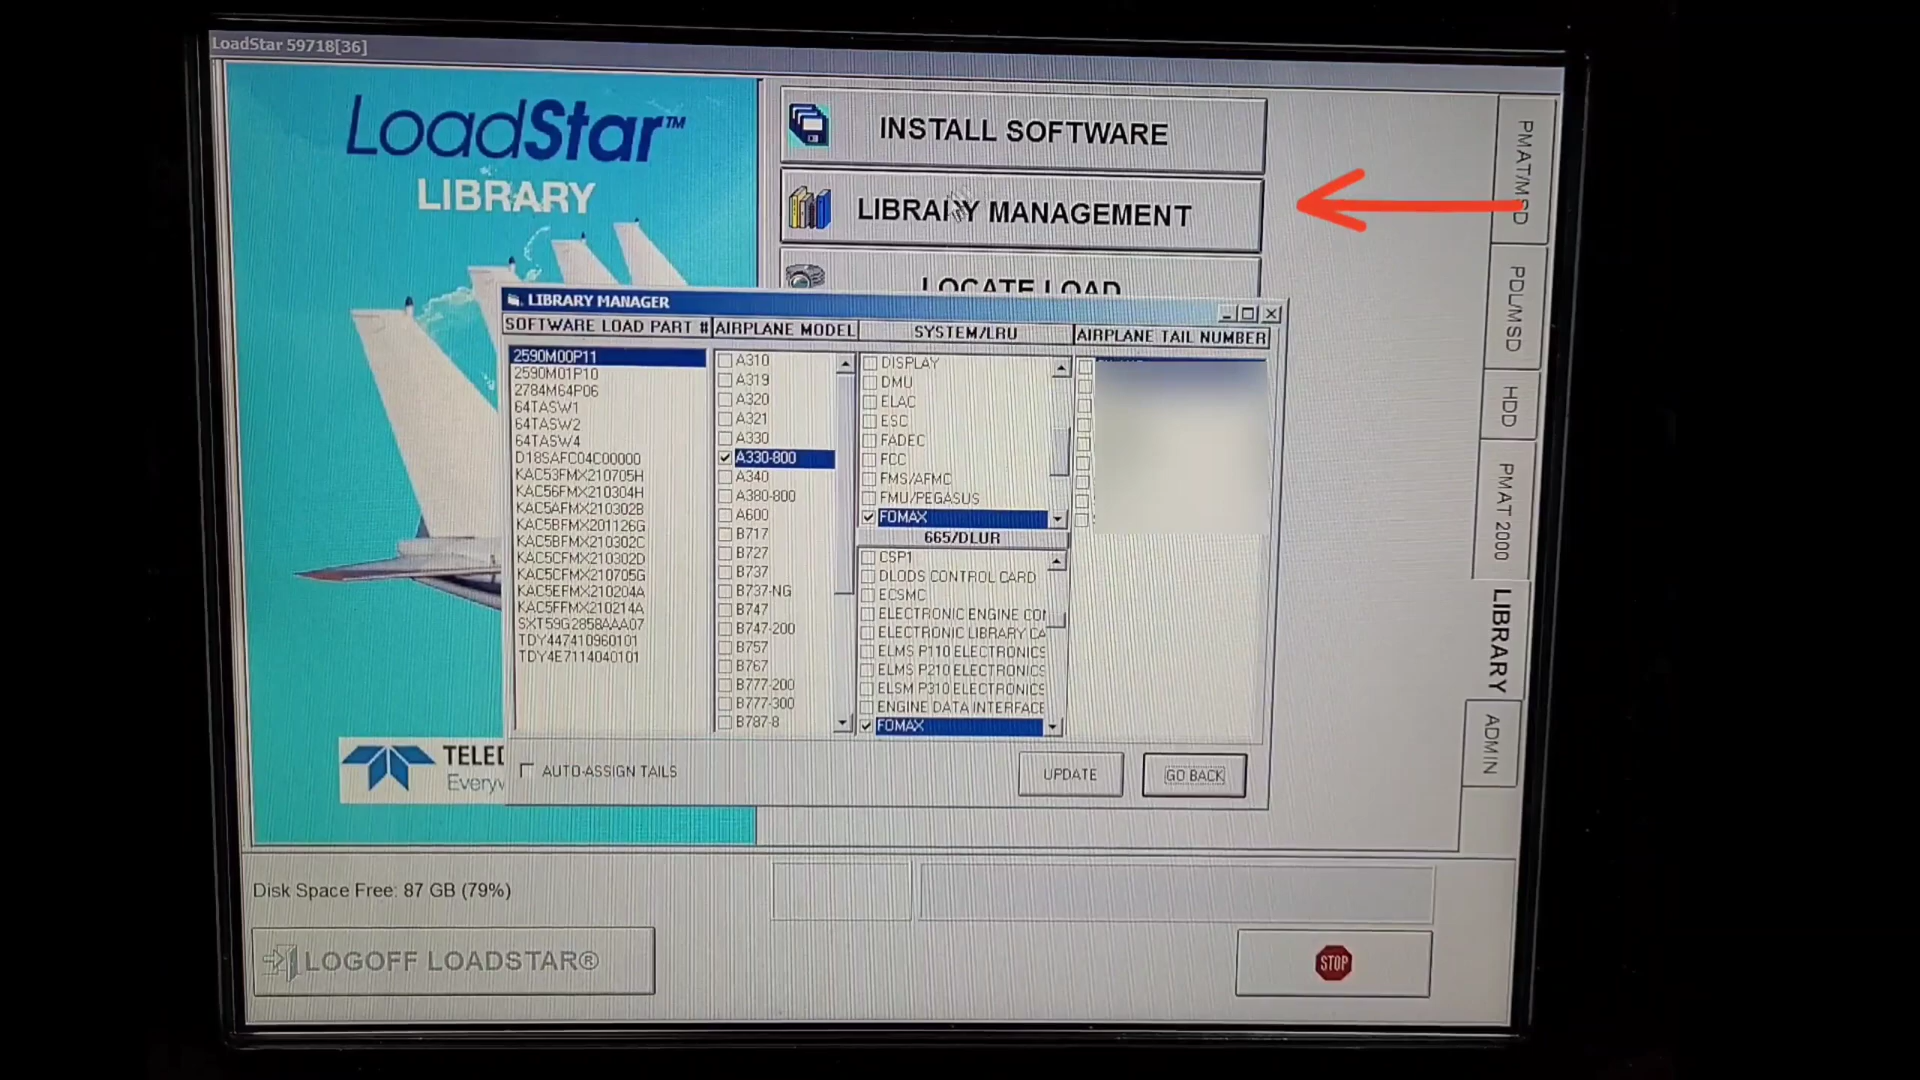 LoadStar 59718[36]
LoadStar™
LIBRARY
INSTALL SOFTWARE
LIBRARY MANAGEMENT
LOCATE LOAD
PMAT/MSD
PDL/MSD
HDD
PMAT 2000
LIBRARY
ADMIN
LIBRARY MANAGER
SOFTWARE LOAD PART #
2590M00P11
2590M01P10
2784M64P06
64TASW1
64TASW2
64TASW4
D18SAFC04C00000
KAC53FMX210705H
KAC56FMX210304H
KAC5AFMX210302B
KAC5BFMX201126G
KAC5BFMX210302C
KAC5CFMX210302D
KAC5CFMX210705G
KAC5EFMX210204A
KAC5FFMX210214A
SXT59G2858AAA07
TDY447410960101
TDY4E7114040101
AIRPLANE MODEL
A310
A319
A320
A321
A330
A330-800
A340
A380-800
A600
B717
B727
B737
B737-NG
B747
B747-200
B757
B767
B777-200
B777-300
B787-8
SYSTEM/LRU
DISPLAY
DMU
ELAC
ESC
FADEC
FCC
FMS/AFMC
FMU/PEGASUS
FOMAX
665/DLUR
CSP1
DLODS CONTROL CARD
ECSMC
ELECTRONIC ENGINE CO
ELECTRONIC LIBRARY CA
ELMS P110 ELECTRONICS
ELMS P210 ELECTRONICS
ELSM P310 ELECTRONICS
ENGINE DATA INTERFACE
FOMAX
AIRPLANE TAIL NUMBER
AUTO-ASSIGN TAILS
UPDATE
GO BACK
TELED
Everyw
Disk Space Free: 87 GB (79%)
LOGOFF LOADSTAR®
STOP